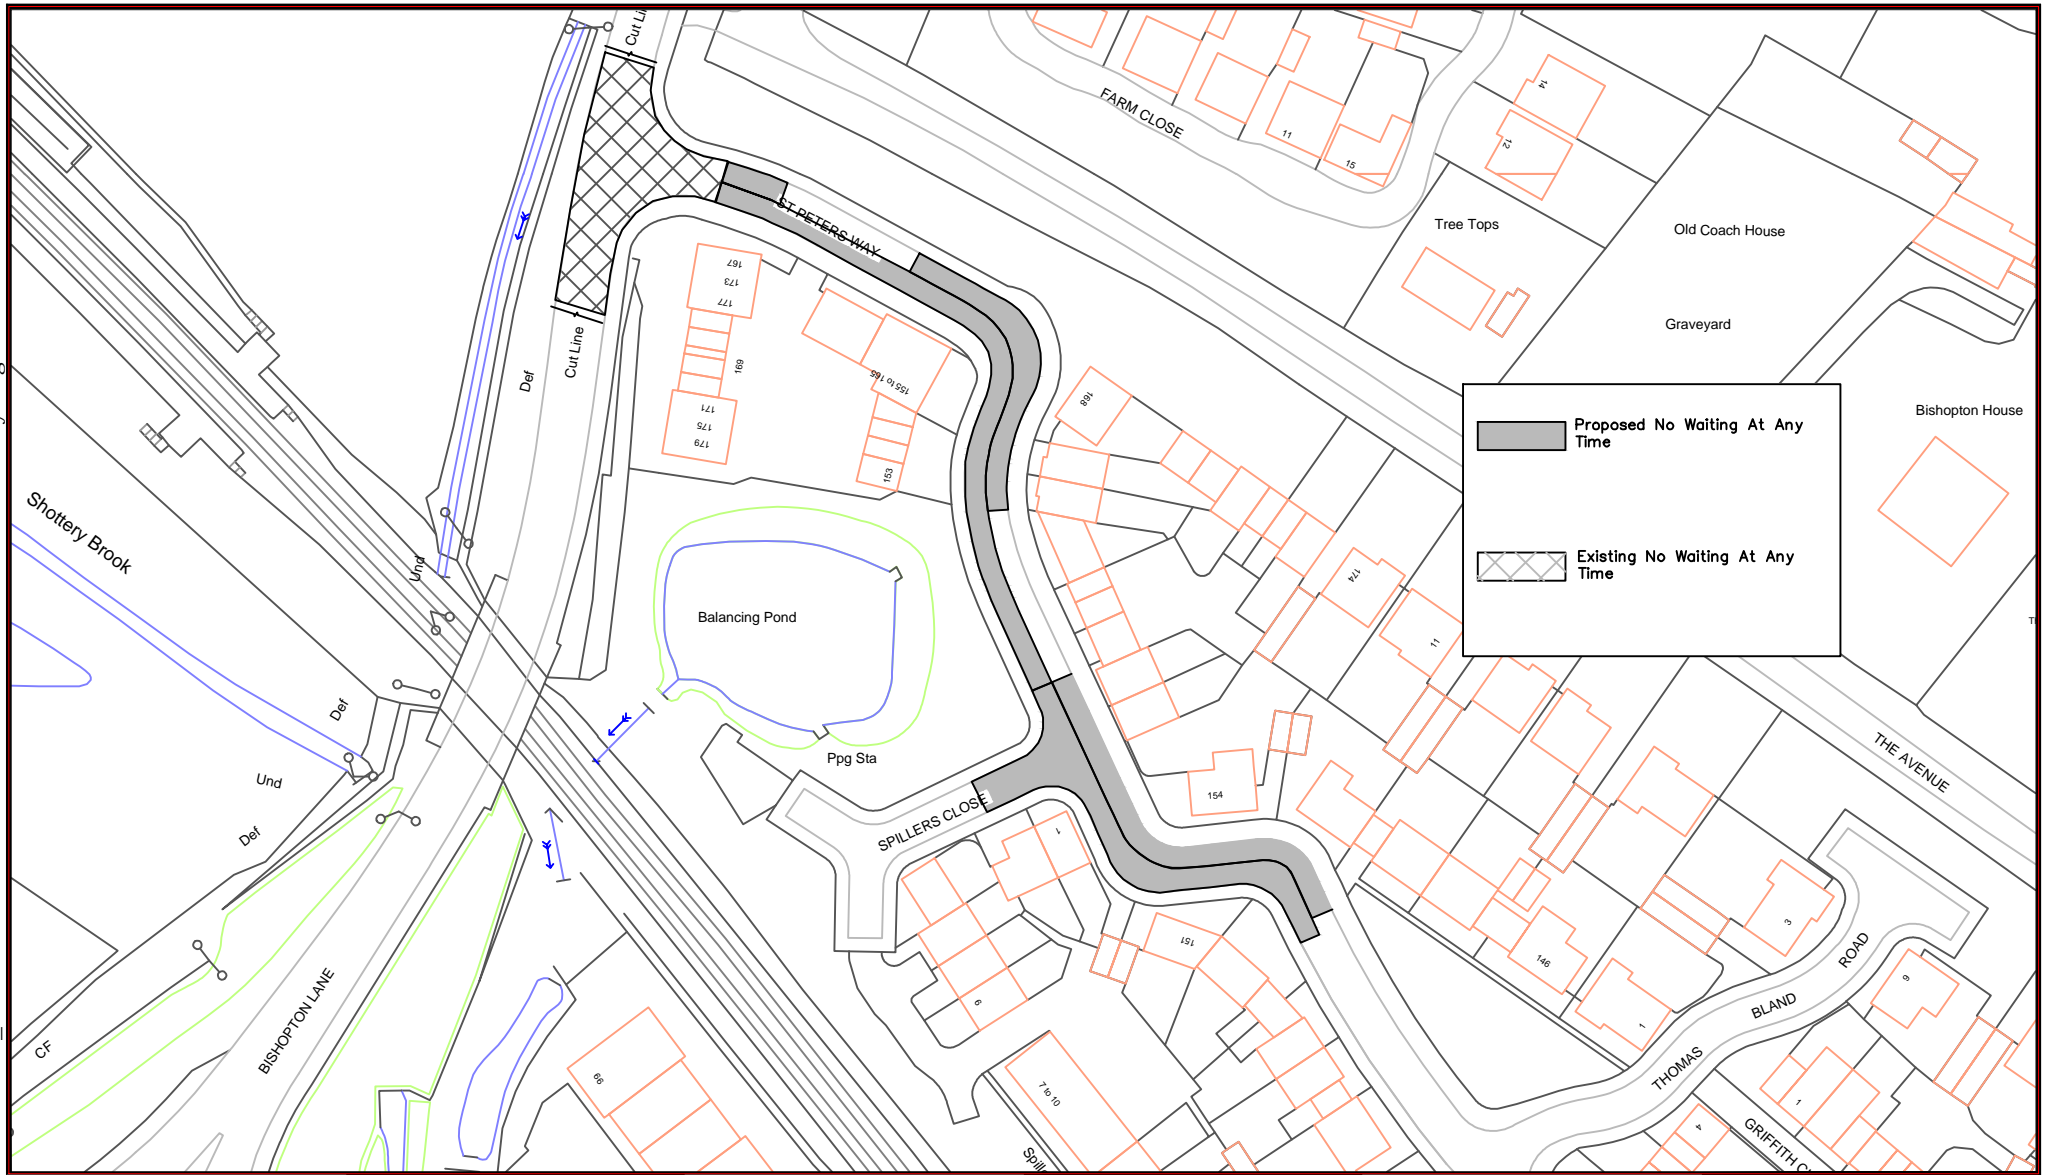 Cut Li
FARM CLOSE
11
15
14
12
Tree Tops
Old Coach House
Graveyard
Bishopton House
ST PETERS WAY
167
173
177
169
171
175
179
155 to 165
153
168
Cut Line
Def
Proposed No Waiting At Any
Time
Existing No Waiting At Any
Time
Shottery Brook
Und
Balancing Pond
174
11
Ppg Sta
Def
Und
Def
SPILLERS CLOSE
1
154
THE AVENUE
151
146
3
ROAD
BLAND
THOMAS
9
1
6
BISHOPTON LANE
CF
66
7 to 10
Spille
1
4
GRIFFITH C